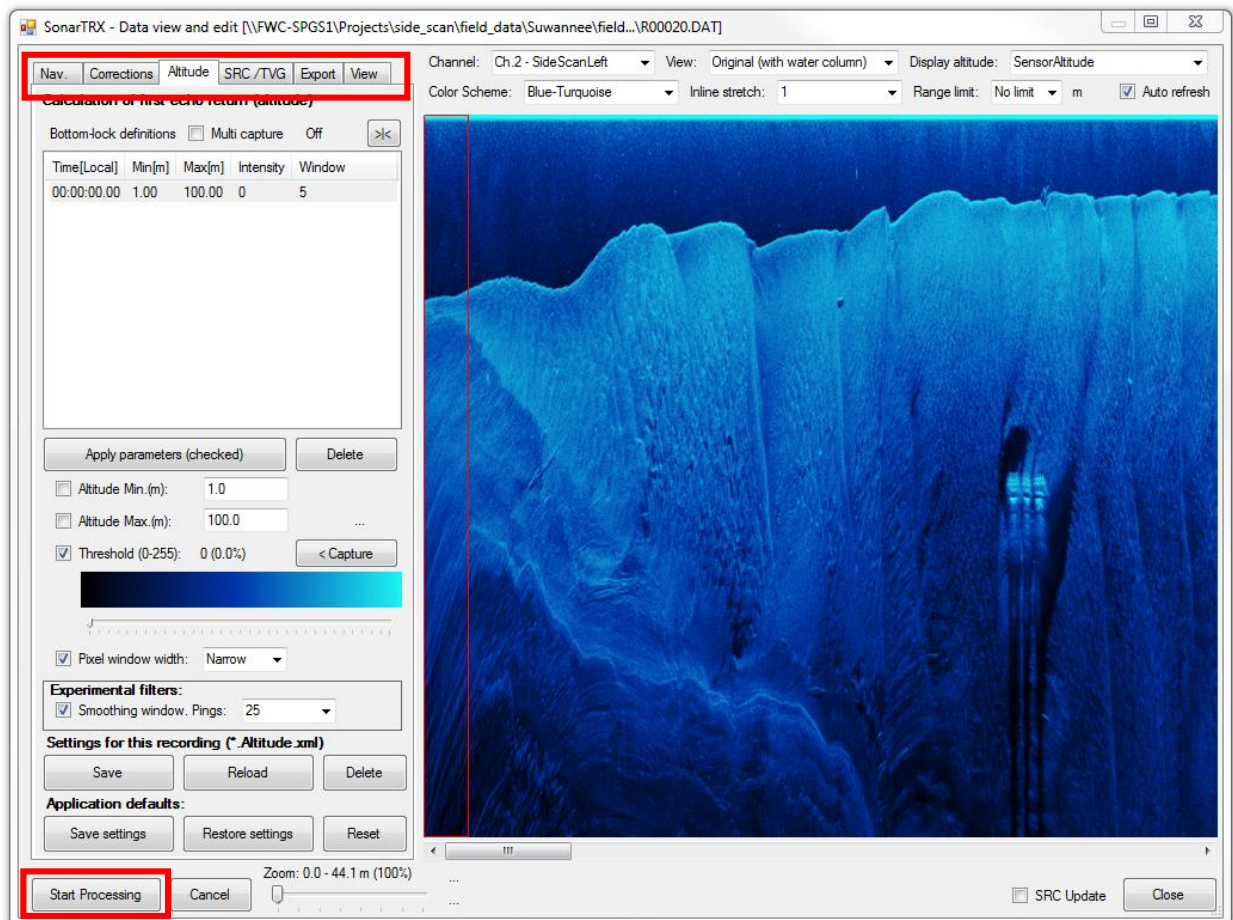 SonarTRX - Data view and edit [\\FWC-SPGS1\Projects\side_scan\field_data\Suwannee\field...\R00020.DAT]
Nav. Corrections Altitude SRC /TVG Export View
Channel: Ch.2 - SideScanLeft View: Original (with water column) Display altitude: SensorAltitude
Color Scheme: Blue-Turquoise Inline stretch: 1 Range limit: No limit m Auto refresh
Calculation of first echo return (altitude)
Bottom-lock definitions Multi capture Off >|<
Time[Local] Min[m] Max[m] Intensity Window
00:00:00.00 1.00 100.00 0 5
Apply parameters (checked) Delete
Altitude Min.(m): 1.0
Altitude Max.(m): 100.0 ...
Threshold (0-255): 0 (0.0%) < Capture
Pixel window width: Narrow
Experimental filters:
Smoothing window. Pings: 25
Settings for this recording (*.Altitude.xml)
Save Reload Delete
Application defaults:
Save settings Restore settings Reset
Zoom: 0.0 - 44.1 m (100%) ...
Start Processing Cancel ... SRC Update Close